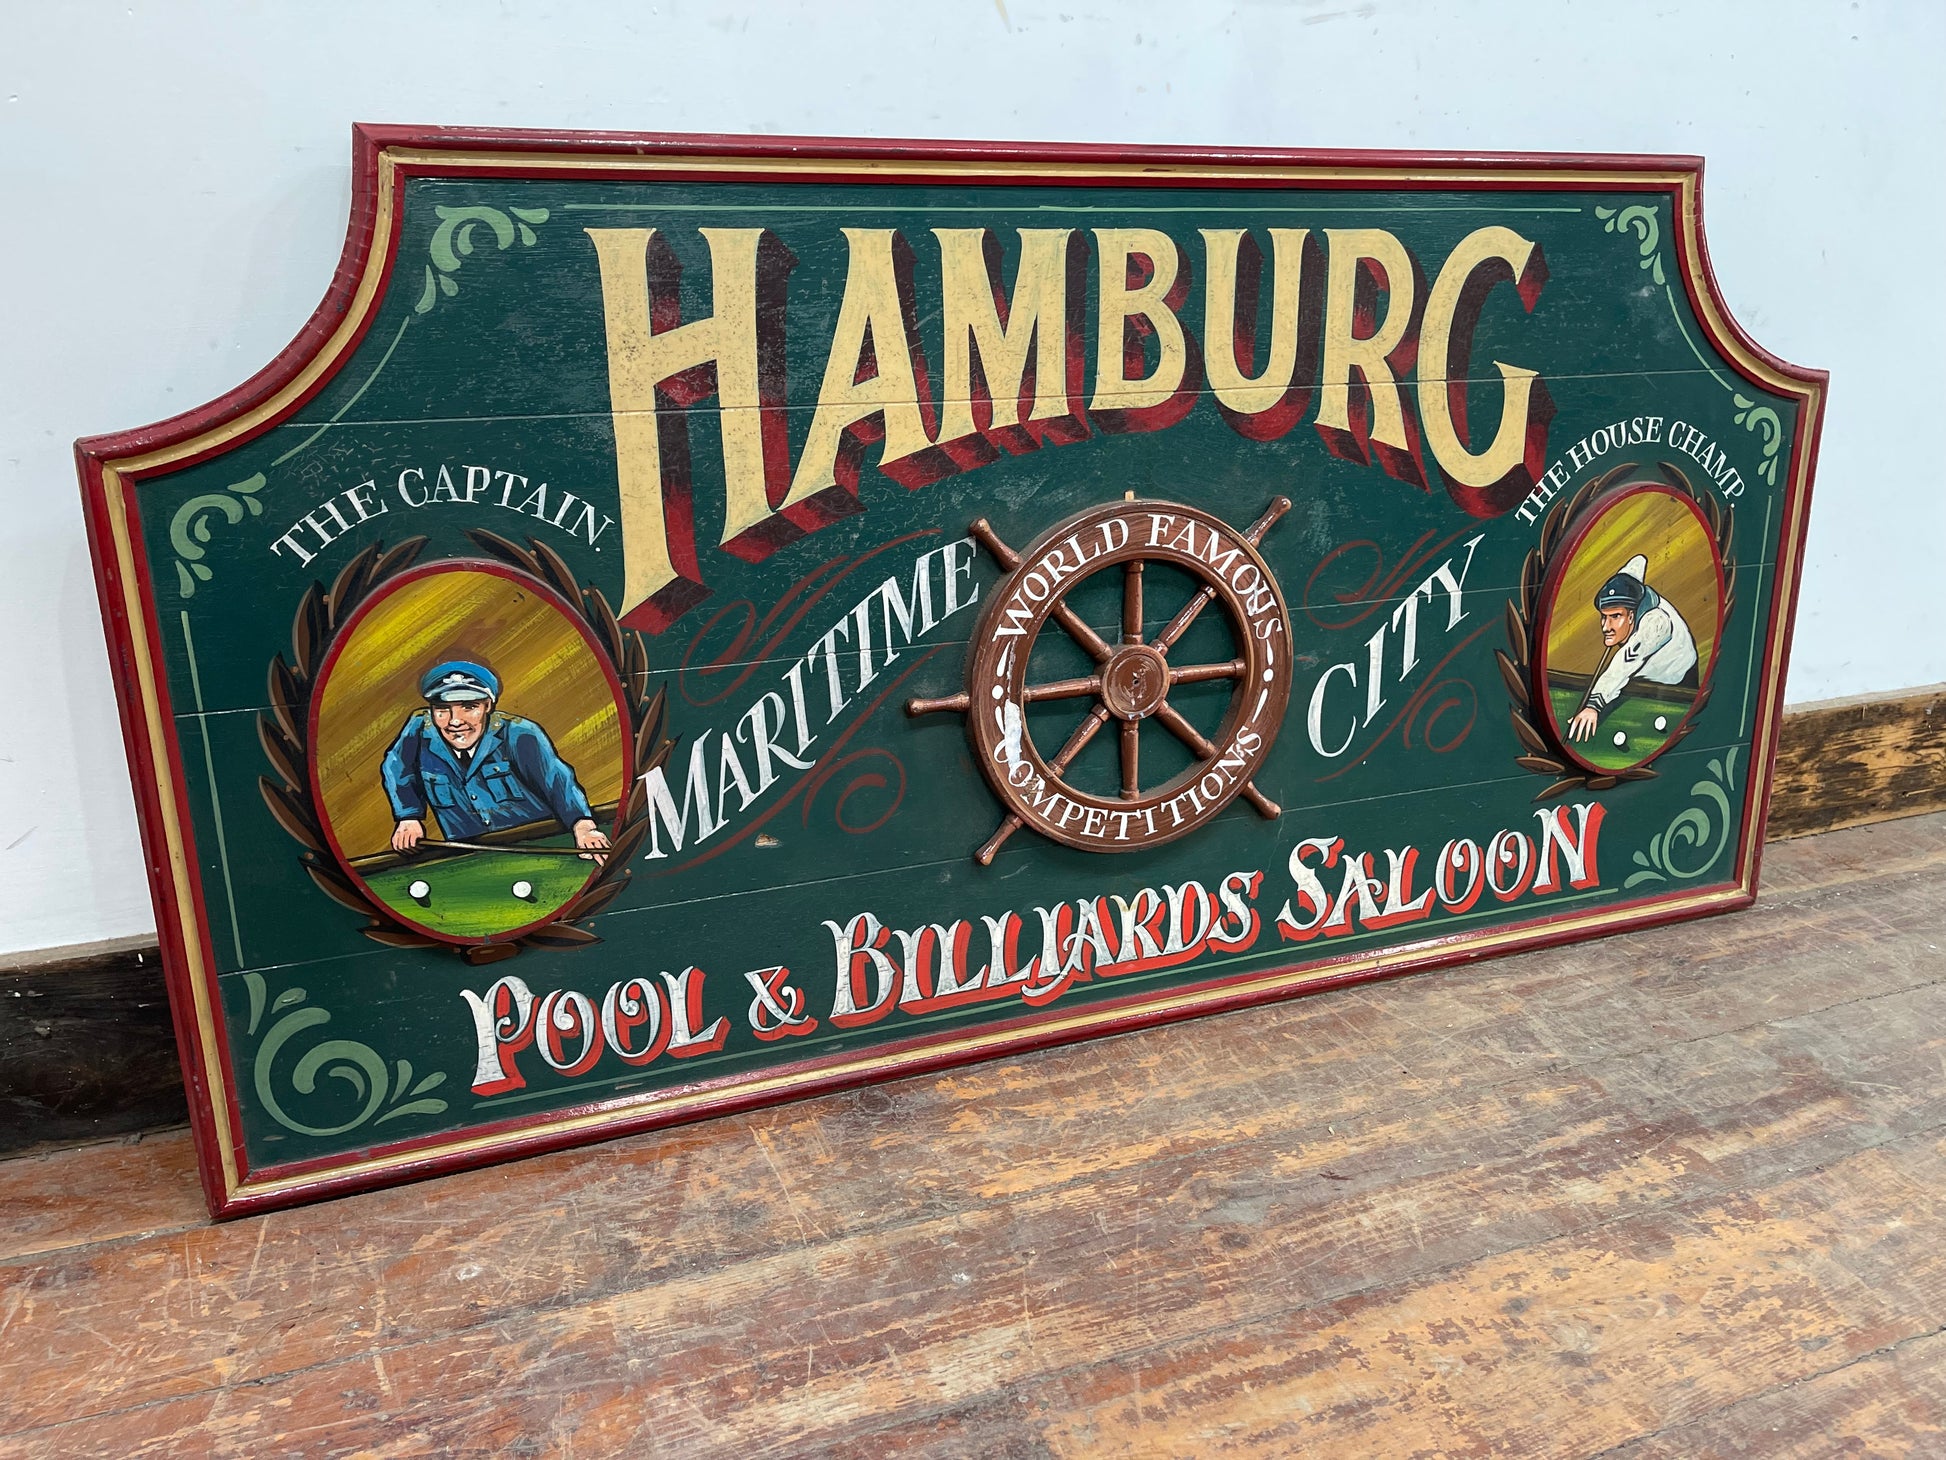 HAMBURG
THE CAPTAIN.
THE HOUSE CHAMP.
MARITIME CITY
WORLD FAMOUS
COMPETITIONS
POOL & BILLIARDS SALOON